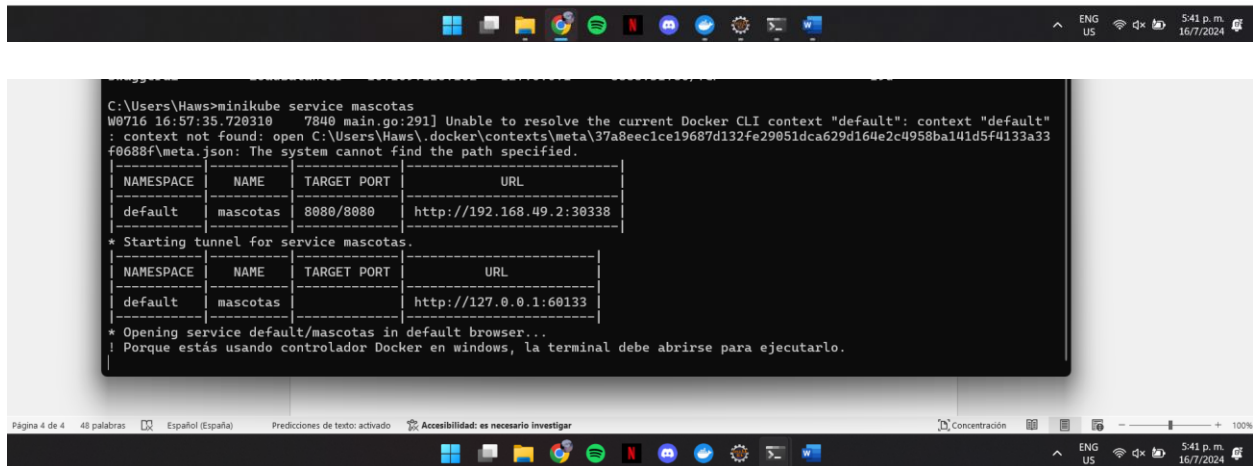 ENG
US
5:41 p. m.
16/7/2024
C:\Users\Haws>minikube service mascotas
W0716 16:57:35.720310 7840 main.go:291] Unable to resolve the current Docker CLI context "default": context "default"
: context not found: open C:\Users\Haws\.docker\contexts\meta\37a8eec1ce19687d132fe29051dca629d164e2c4958ba141d5f4133a33
f0688f\meta.json: The system cannot find the path specified.
|-----------|----------|-------------|---------------------------|
| NAMESPACE | NAME | TARGET PORT | URL |
|-----------|----------|-------------|---------------------------|
| default | mascotas | 8080/8080 | http://192.168.49.2:30338 |
|-----------|----------|-------------|---------------------------|
* Starting tunnel for service mascotas.
|-----------|----------|-------------|------------------------|
| NAMESPACE | NAME | TARGET PORT | URL |
|-----------|----------|-------------|------------------------|
| default | mascotas | | http://127.0.0.1:60133 |
|-----------|----------|-------------|------------------------|
* Opening service default/mascotas in default browser...
! Porque estás usando controlador Docker en windows, la terminal debe abrirse para ejecutarlo.
Página 4 de 4 48 palabras Español (España) Predicciones de texto: activado Accesibilidad: es necesario investigar Concentración 100%
ENG
US
5:41 p. m.
16/7/2024